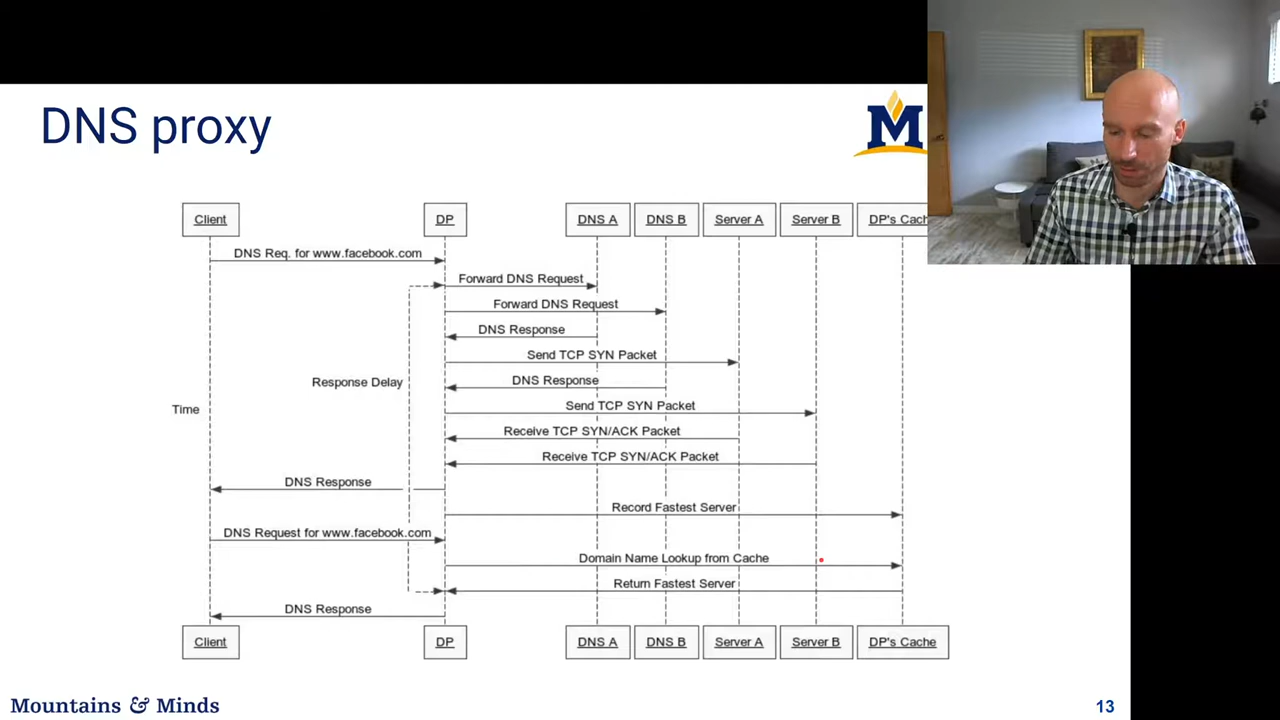 DNS proxy
M
Client
DP
DNS A
DNS B
Server A
Server B
DP's Cach
DNS Req. for www.facebook.com
Forward DNS Request
Forward DNS Request
DNS Response
Send TCP SYN Packet
DNS Response
Response Delay
Send TCP SYN Packet
Time
Receive TCP SYN/ACK Packet
Receive TCP SYN/ACK Packet
DNS Response
Record Fastest Server
DNS Request for www.facebook.com
Domain Name Lookup from Cache
Return Fastest Server
DNS Response
Client
DP
DNS A
DNS B
Server A
Server B
DP's Cache
Mountains & Minds
13